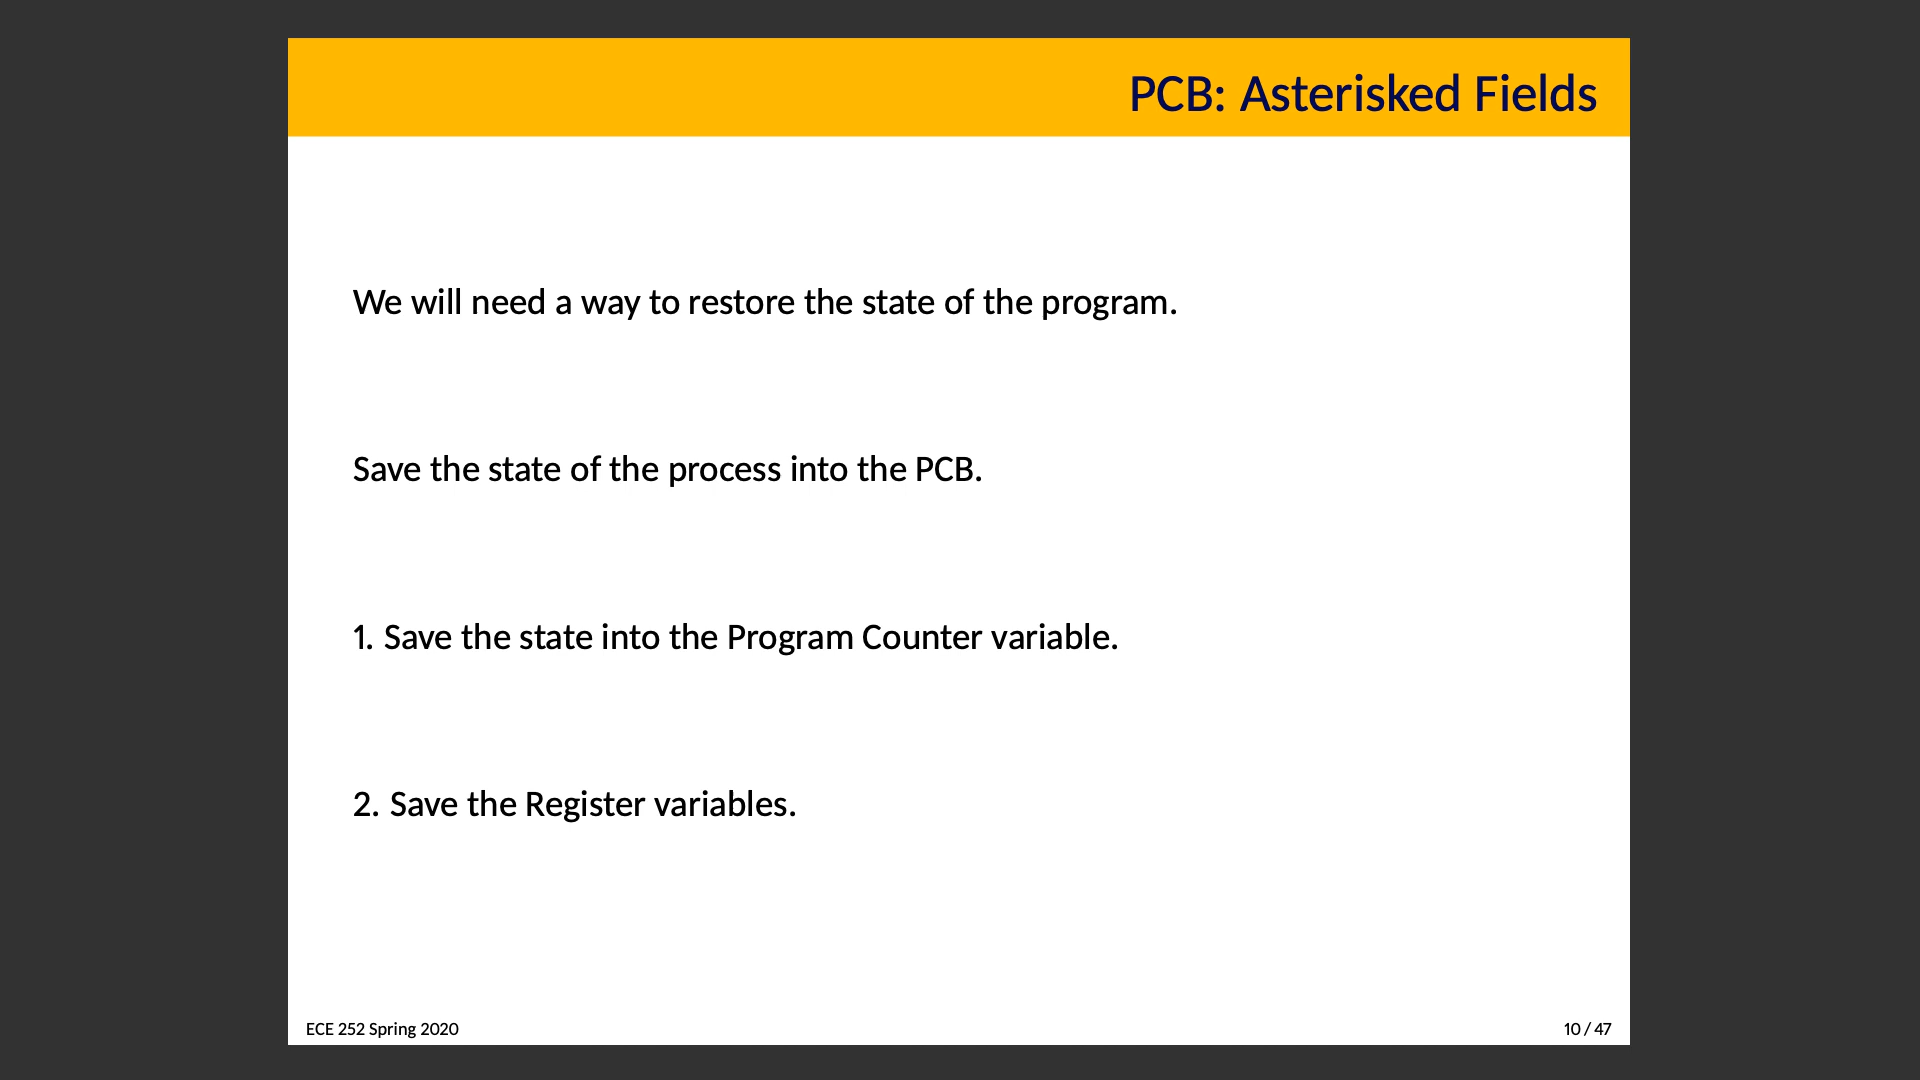 PCB: Asterisked Fields
We will need a way to restore the state of the program.
Save the state of the process into the PCB.
1. Save the state into the Program Counter variable.
2. Save the Register variables.
ECE 252 Spring 2020
10 / 47